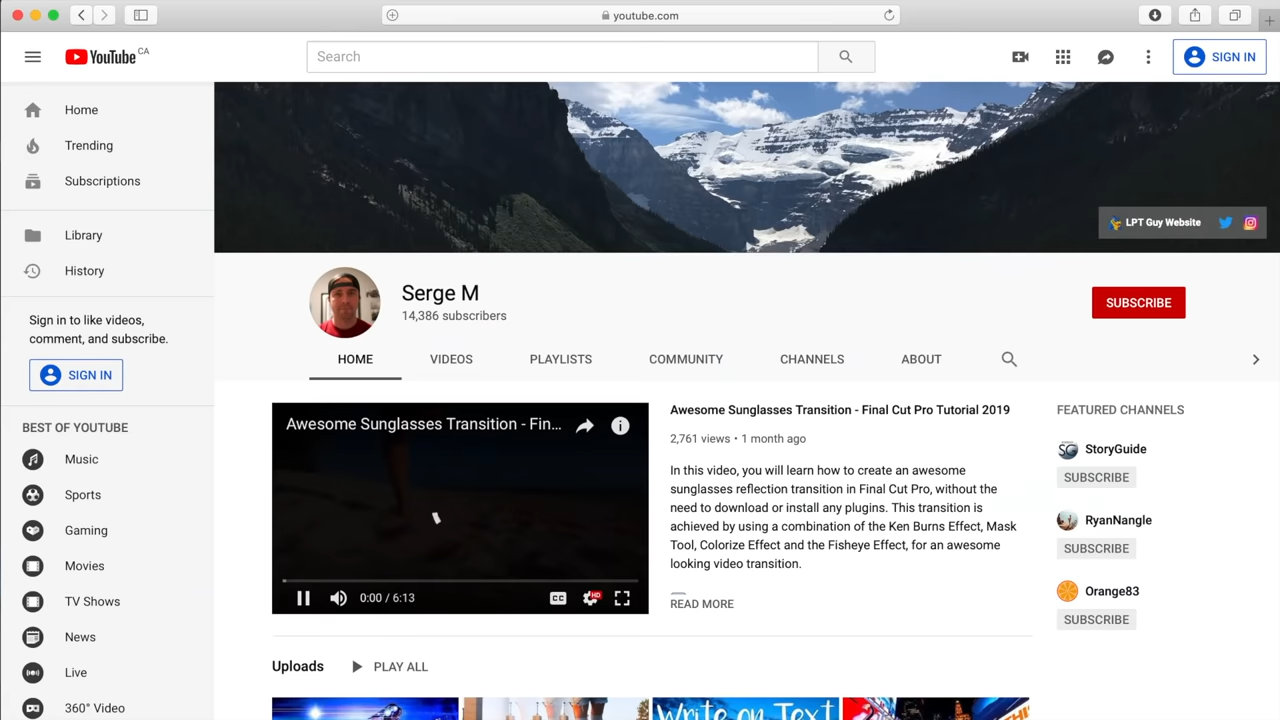 youtube.com
YouTube CA
Search
SIGN IN
Home
Trending
Subscriptions
Library
History
Sign in to like videos,
comment, and subscribe.
SIGN IN
BEST OF YOUTUBE
Music
Sports
Gaming
Movies
TV Shows
News
Live
360° Video
LPT Guy Website
Serge M
14,386 subscribers
SUBSCRIBE
HOME
VIDEOS
PLAYLISTS
COMMUNITY
CHANNELS
ABOUT
Awesome Sunglasses Transition - Fin...
0:00 / 6:13
CC
HD
Awesome Sunglasses Transition - Final Cut Pro Tutorial 2019
2,761 views • 1 month ago
In this video, you will learn how to create an awesome
sunglasses reflection transition in Final Cut Pro, without the
need to download or install any plugins. This transition is
achieved by using a combination of the Ken Burns Effect, Mask
Tool, Colorize Effect and the Fisheye Effect, for an awesome
looking video transition.
READ MORE
FEATURED CHANNELS
StoryGuide
SUBSCRIBE
RyanNangle
SUBSCRIBE
Orange83
SUBSCRIBE
Uploads
PLAY ALL
Write on Text